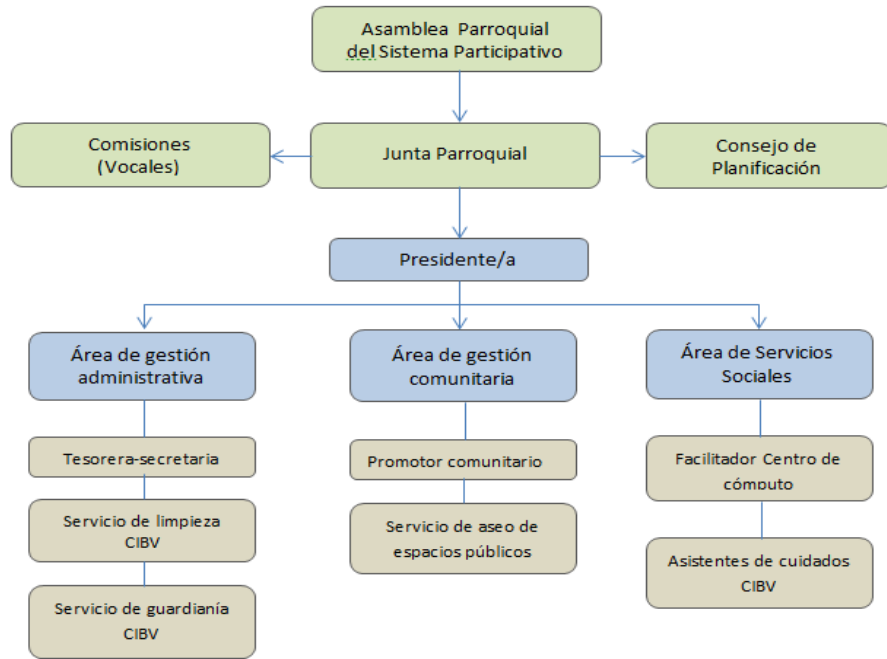 Asamblea Parroquial
del Sistema Participativo
Comisiones
(Vocales)
Junta Parroquial
Consejo de
Planificación
Presidente/a
Área de gestión
administrativa
Área de gestión
comunitaria
Área de Servicios
Sociales
Tesorera-secretaria
Promotor comunitario
Facilitador Centro de
cómputo
Servicio de limpieza
CIBV
Servicio de aseo de
espacios públicos
Asistentes de cuidados
CIBV
Servicio de guardianía
CIBV